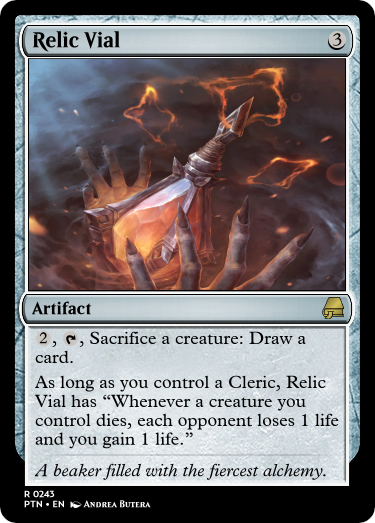 Relic Vial 3
Artifact
2, T, Sacrifice a creature: Draw a
card.
As long as you control a Cleric, Relic
Vial has “Whenever a creature you
control dies, each opponent loses 1 life
and you gain 1 life.”
A beaker filled with the fiercest alchemy.
R 0243
PTN • EN Andrea Butera